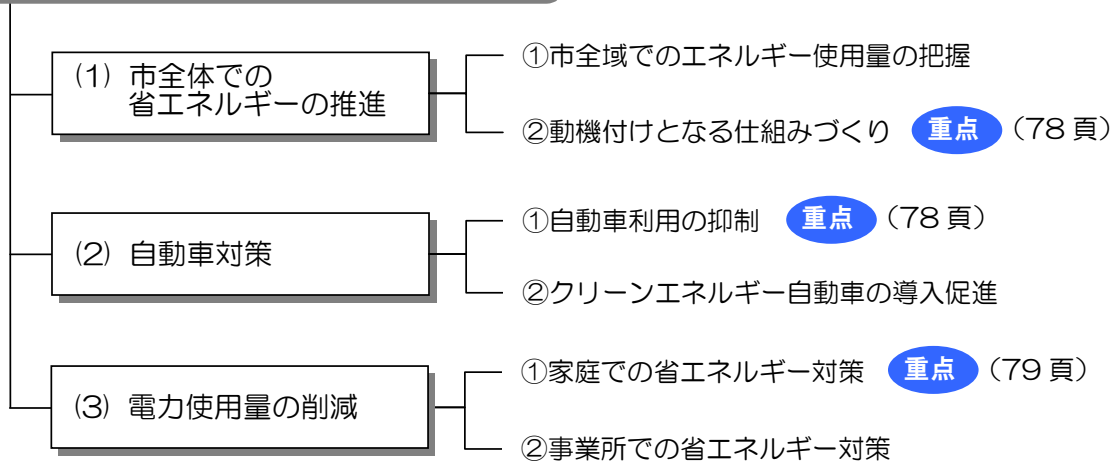 (1) 市全体での
省エネルギーの推進
①市全域でのエネルギー使用量の把握
②動機付けとなる仕組みづくり 重点 （78 頁）
(2) 自動車対策
①自動車利用の抑制 重点 （78 頁）
②クリーンエネルギー自動車の導入促進
(3) 電力使用量の削減
①家庭での省エネルギー対策 重点 （79 頁）
②事業所での省エネルギー対策